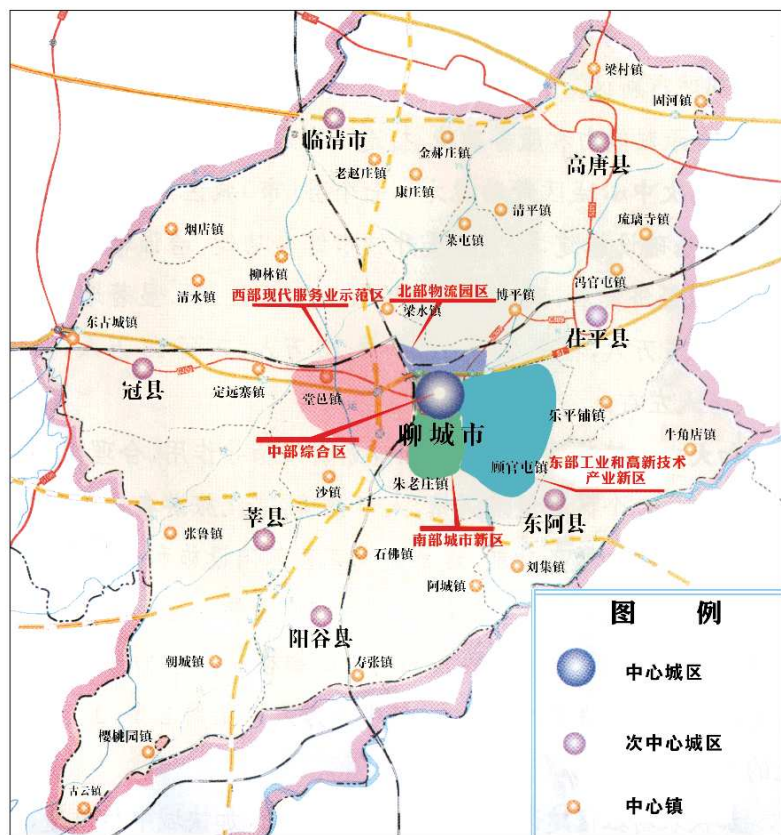 梁村镇
固河镇
临清市
金郝庄镇
高唐县
老赵庄镇
康庄镇
清平镇
琉璃寺镇
烟店镇
菜屯镇
柳林镇
冯官屯镇
清水镇
西部现代服务业示范区
北部物流园区
博平镇
梁水镇
东古城镇
茌平县
冠县
定远寨镇
堂邑镇
乐平铺镇
聊城市
牛角店镇
中部综合区
顾官屯镇
东部工业和高新技术
产业新区
沙镇
朱老庄镇
东阿县
张鲁镇
莘县
南部城市新区
石佛镇
刘集镇
阿城镇
阳谷县
朝城镇
寿张镇
樱桃园镇
古云镇
图 例
中心城区
次中心城区
中心镇